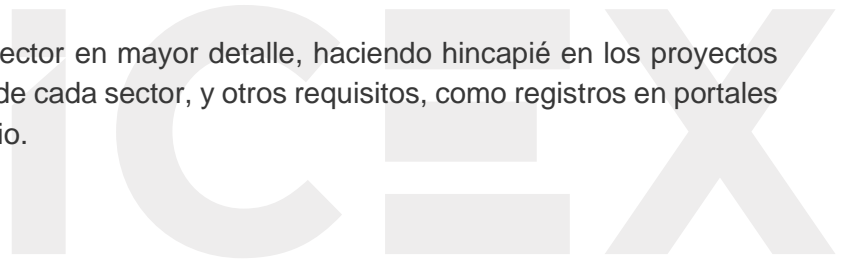 ector en mayor detalle, haciendo hincapié en los proyectos
de cada sector, y otros requisitos, como registros en portales
io.
ICEX